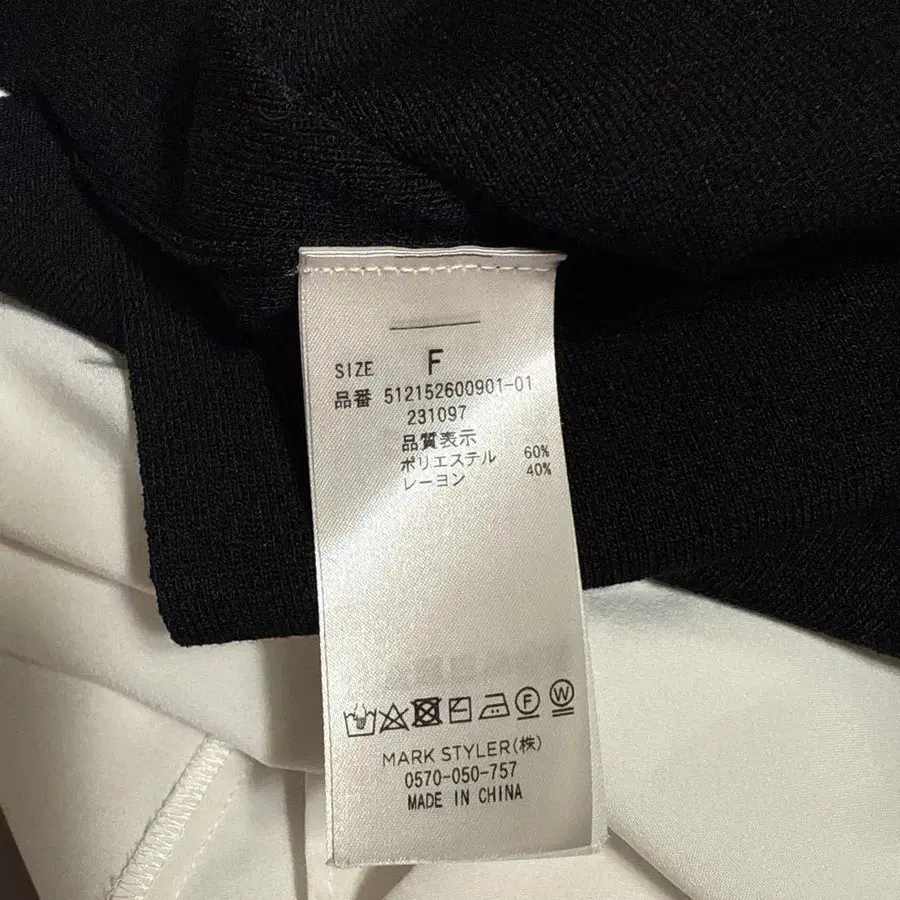 SIZE F
品番 512152600901-01
231097
品質表示
ポリエステル 60%
レーヨン 40%
F W
MARK STYLER(株)
0570-050-757
MADE IN CHINA